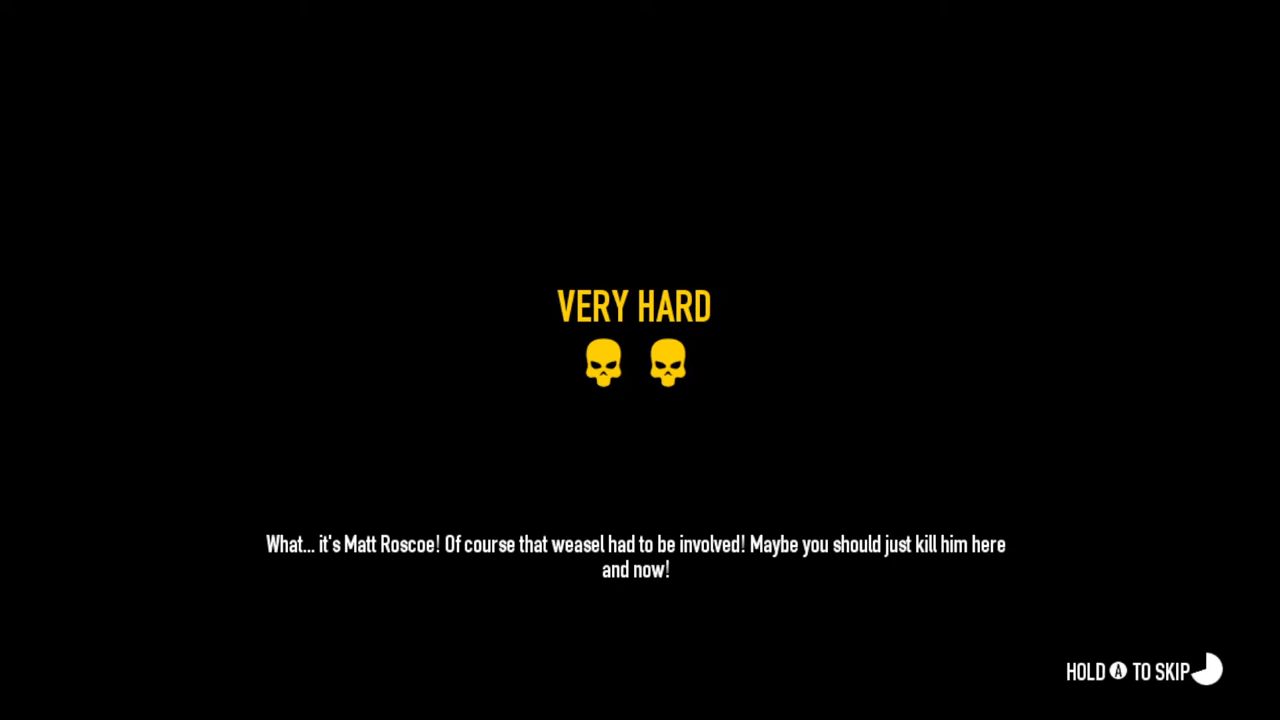 VERY HARD
What... it's Matt Roscoe! Of course that weasel had to be involved! Maybe you should just kill him here
and now!
HOLD A TO SKIP